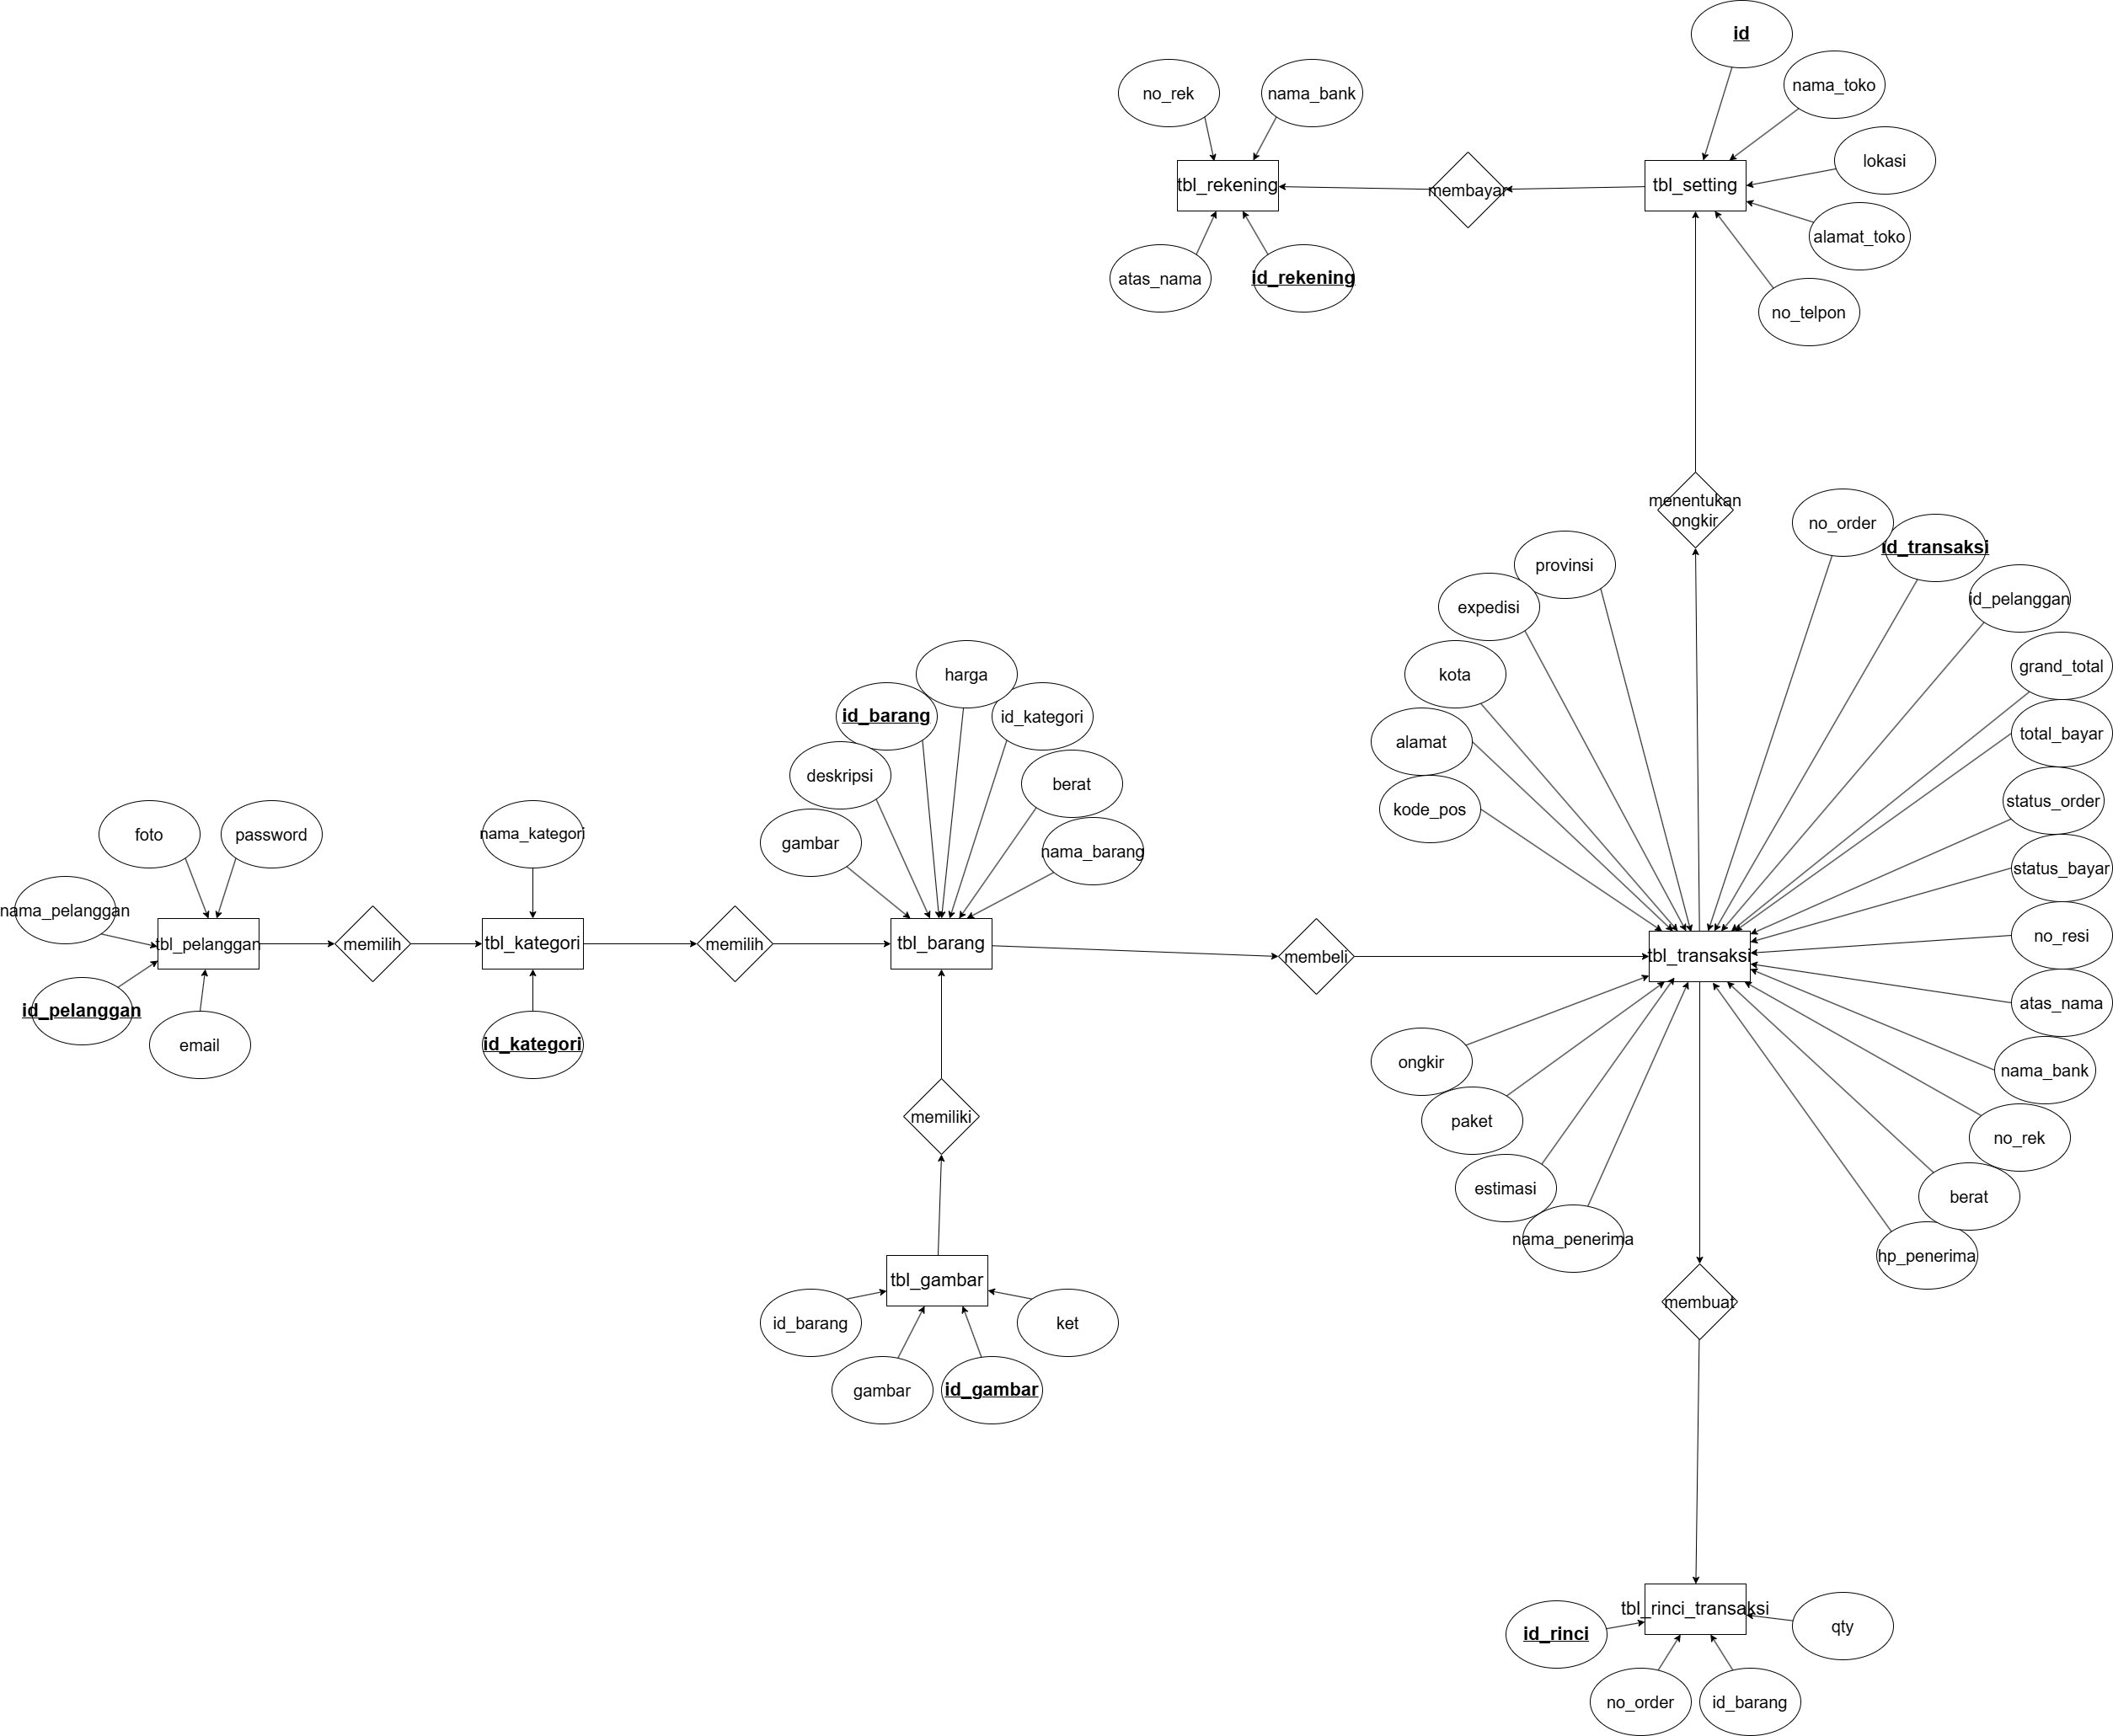 id
nama_toko
no_rek
nama_bank
lokasi
tbl_rekening
membayar
tbl_setting
alamat_toko
atas_nama
id_rekening
no_telpon
menentukan
ongkir
no_order
id_transaksi
provinsi
id_pelanggan
expedisi
grand_total
kota
harga
id_barang
id_kategori
total_bayar
alamat
deskripsi
berat
status_order
kode_pos
foto
password
nama_kategori
gambar
nama_barang
status_bayar
nama_pelanggan
no_resi
tbl_pelanggan
memilih
tbl_kategori
memilih
tbl_barang
membeli
tbl_transaksi
atas_nama
id_pelanggan
email
id_kategori
ongkir
nama_bank
memiliki
paket
no_rek
estimasi
berat
nama_penerima
hp_penerima
tbl_gambar
membuat
id_barang
ket
gambar
id_gambar
tbl_rinci_transaksi
id_rinci
qty
no_order
id_barang